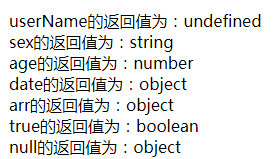 userName的返回值为：undefined
sex的返回值为：string
age的返回值为：number
date的返回值为：object
arr的返回值为：object
true的返回值为：boolean
null的返回值为：object